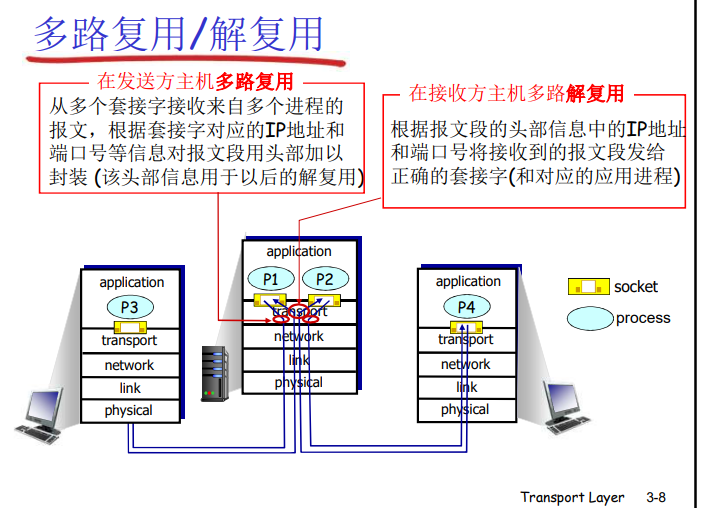 多路复用/解复用
在发送方主机多路复用
从多个套接字接收来自多个进程的
报文，根据套接字对应的IP地址和
端口号等信息对报文段用头部加以
封装 (该头部信息用于以后的解复用)
在接收方主机多路解复用
根据报文段的头部信息中的IP地址
和端口号将接收到的报文段发给
正确的套接字(和对应的应用进程)
application
P3
transport
network
link
physical
application
P1
P2
transport
network
link
physical
application
P4
transport
network
link
physical
socket
process
Transport Layer 3-8